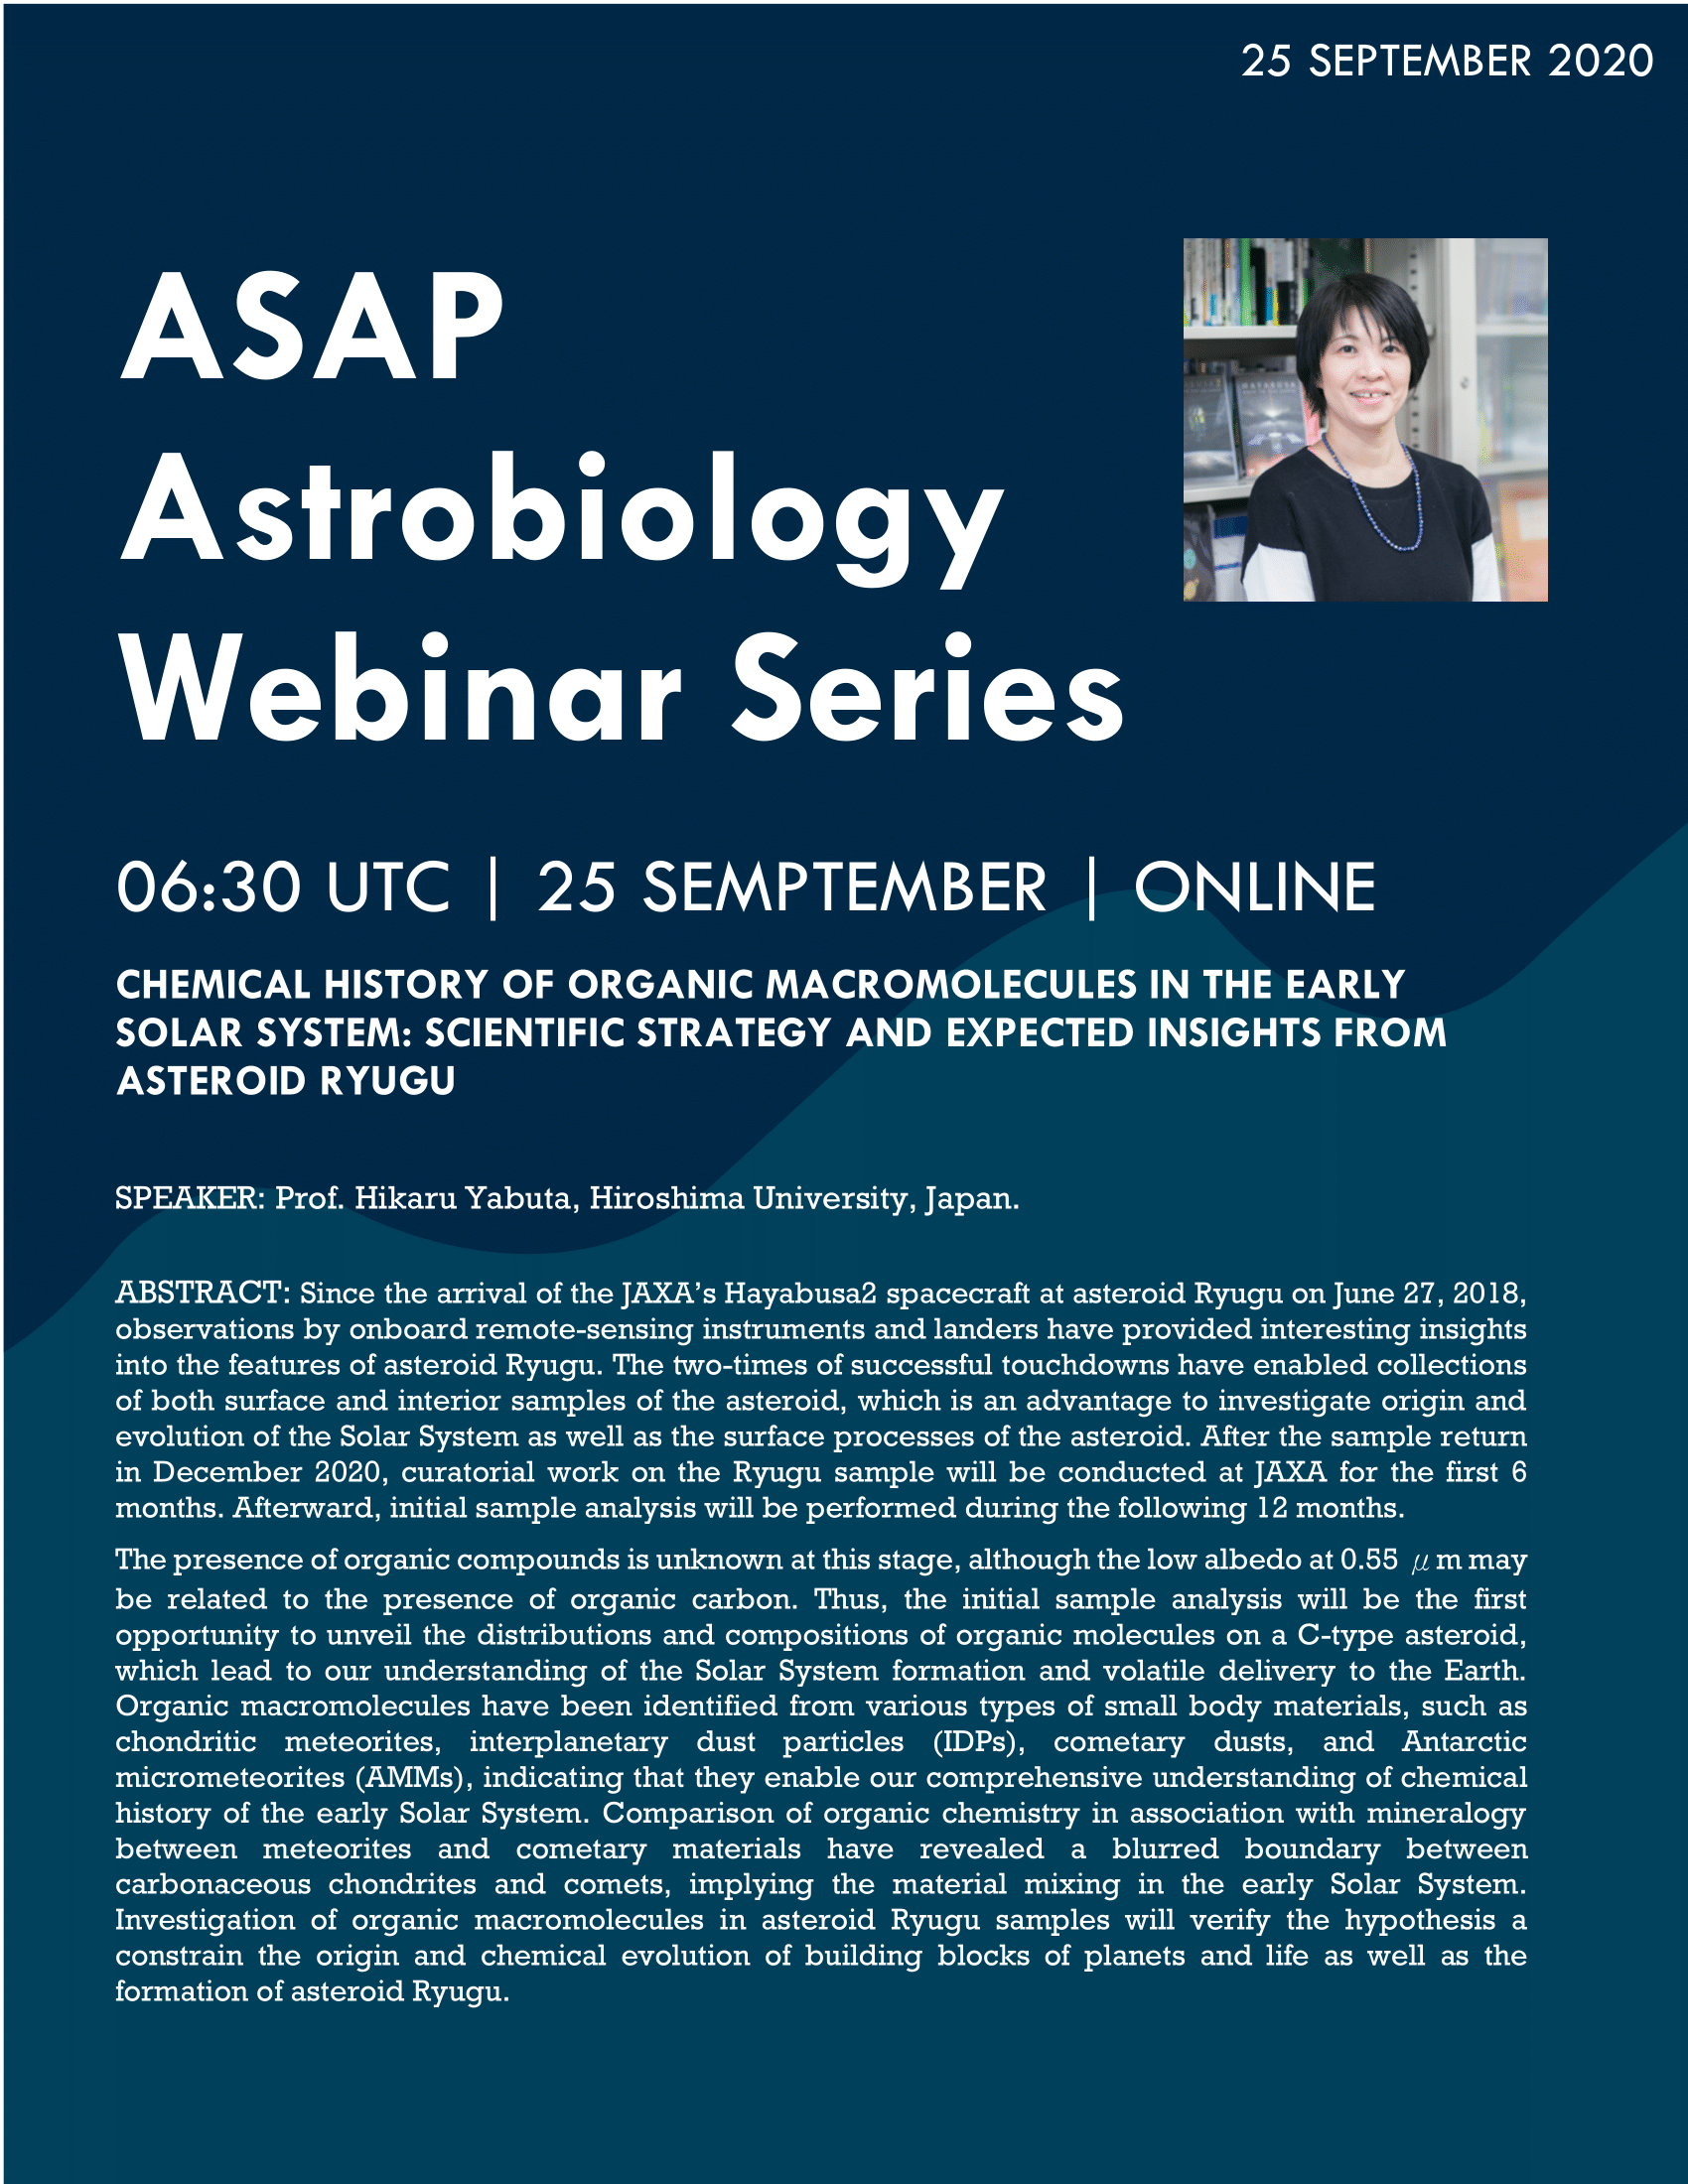 25 SEPTEMBER 2020
ASAP
Astrobiology
Webinar Series
06:30 UTC | 25 SEMPTEMBER | ONLINE
CHEMICAL HISTORY OF ORGANIC MACROMOLECULES IN THE EARLY
SOLAR SYSTEM: SCIENTIFIC STRATEGY AND EXPECTED INSIGHTS FROM
ASTEROID RYUGU
SPEAKER: Prof. Hikaru Yabuta, Hiroshima University, Japan.
ABSTRACT: Since the arrival of the JAXA’s Hayabusa2 spacecraft at asteroid Ryugu on June 27, 2018,
observations by onboard remote-sensing instruments and landers have provided interesting insights
into the features of asteroid Ryugu. The two-times of successful touchdowns have enabled collections
of both surface and interior samples of the asteroid, which is an advantage to investigate origin and
evolution of the Solar System as well as the surface processes of the asteroid. After the sample return
in December 2020, curatorial work on the Ryugu sample will be conducted at JAXA for the first 6
months. Afterward, initial sample analysis will be performed during the following 12 months.
The presence of organic compounds is unknown at this stage, although the low albedo at 0.55 μm may
be related to the presence of organic carbon. Thus, the initial sample analysis will be the first
opportunity to unveil the distributions and compositions of organic molecules on a C-type asteroid,
which lead to our understanding of the Solar System formation and volatile delivery to the Earth.
Organic macromolecules have been identified from various types of small body materials, such as
chondritic meteorites, interplanetary dust particles (IDPs), cometary dusts, and Antarctic
micrometeorites (AMMs), indicating that they enable our comprehensive understanding of chemical
history of the early Solar System. Comparison of organic chemistry in association with mineralogy
between meteorites and cometary materials have revealed a blurred boundary between
carbonaceous chondrites and comets, implying the material mixing in the early Solar System.
Investigation of organic macromolecules in asteroid Ryugu samples will verify the hypothesis a
constrain the origin and chemical evolution of building blocks of planets and life as well as the
formation of asteroid Ryugu.